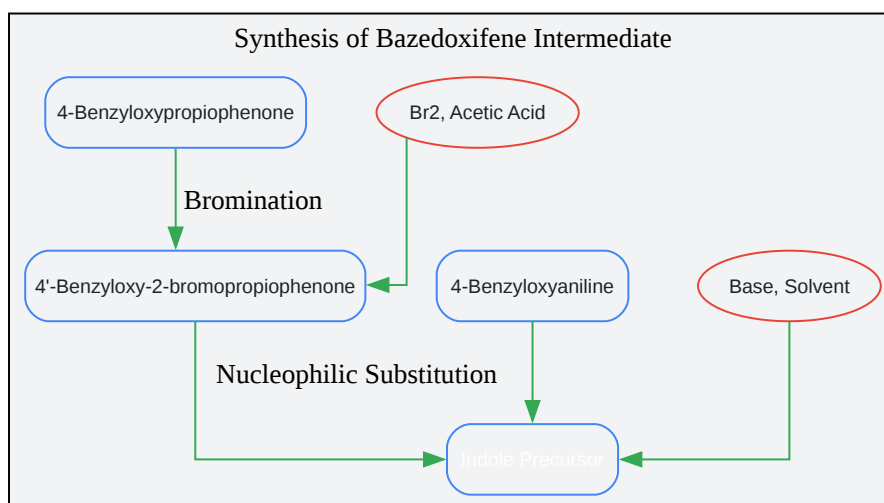 Synthesis of Bazedoxifene Intermediate
4-Benzyloxypropiophenone
Br2, Acetic Acid
Bromination
4'-Benzyloxy-2-bromopropiophenone
4-Benzyloxyaniline
Base, Solvent
Nucleophilic Substitution
Indole Precursor